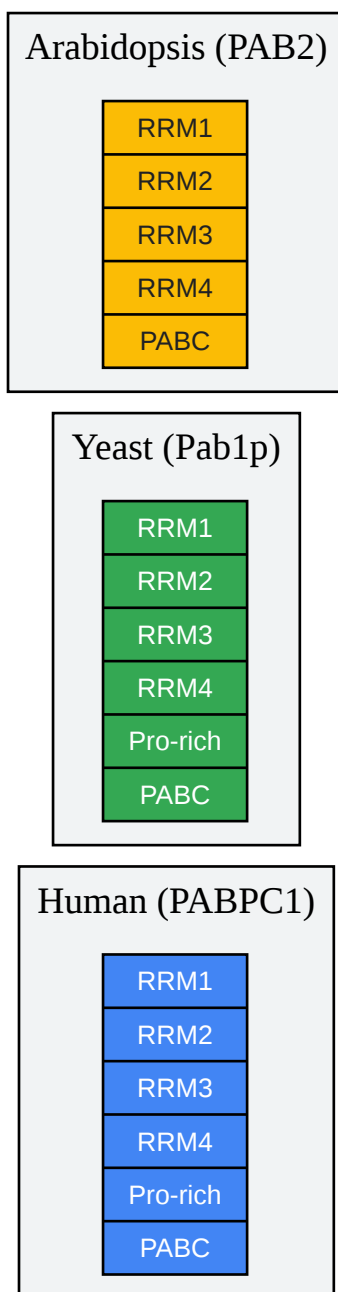 Arabidopsis (PAB2)
RRM1
RRM2
RRM3
RRM4
PABC
Yeast (Pab1p)
RRM1
RRM2
RRM3
RRM4
Pro-rich
PABC
Human (PABPC1)
RRM1
RRM2
RRM3
RRM4
Pro-rich
PABC